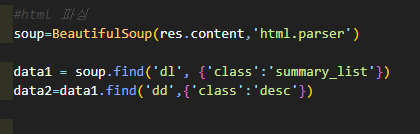 #html 파싱
soup=BeautifulSoup(res.content,'html.parser')
data1 = soup.find('dl', {'class':'summary_list'})
data2=data1.find('dd',{'class':'desc'})